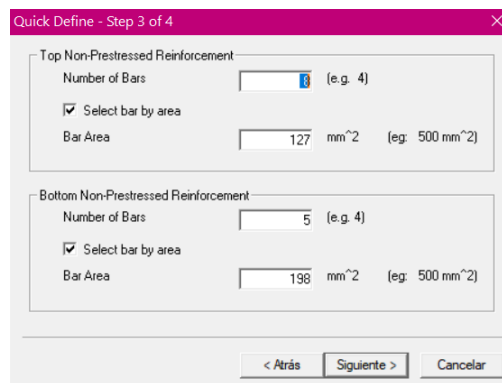 Quick Define - Step 3 of 4
Top Non-Prestressed Reinforcement
Number of Bars 8 (e.g. 4)
Select bar by area
Bar Area 127 mm^2 (eg: 500 mm^2)
Bottom Non-Prestressed Reinforcement
Number of Bars 5 (e.g. 4)
Select bar by area
Bar Area 198 mm^2 (eg: 500 mm^2)
< Atrás Siguiente > Cancelar